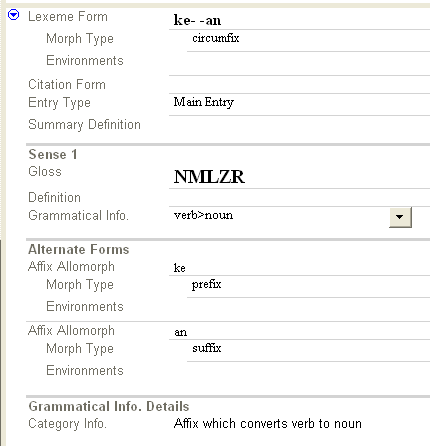 Lexeme Form ke- -an
Morph Type circumfix
Environments
Citation Form
Entry Type Main Entry
Summary Definition
Sense 1
Gloss NMLZR
Definition
Grammatical Info. verb>noun
Alternate Forms
Affix Allomorph ke
Morph Type prefix
Environments
Affix Allomorph an
Morph Type suffix
Environments
Grammatical Info. Details
Category Info. Affix which converts verb to noun